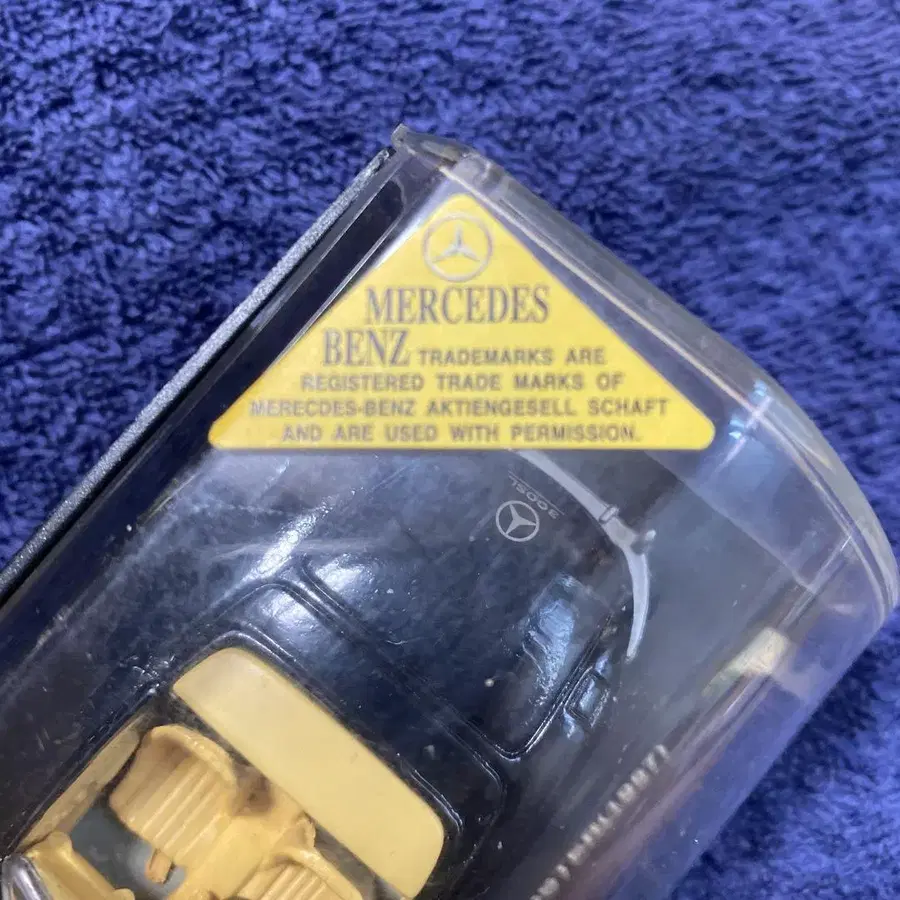 MERCEDES
BENZ TRADEMARKS ARE
REGISTERED TRADE MARKS OF
MERECDES-BENZ AKTIENGESELL SCHAFT
AND ARE USED WITH PERMISSION.
300SL